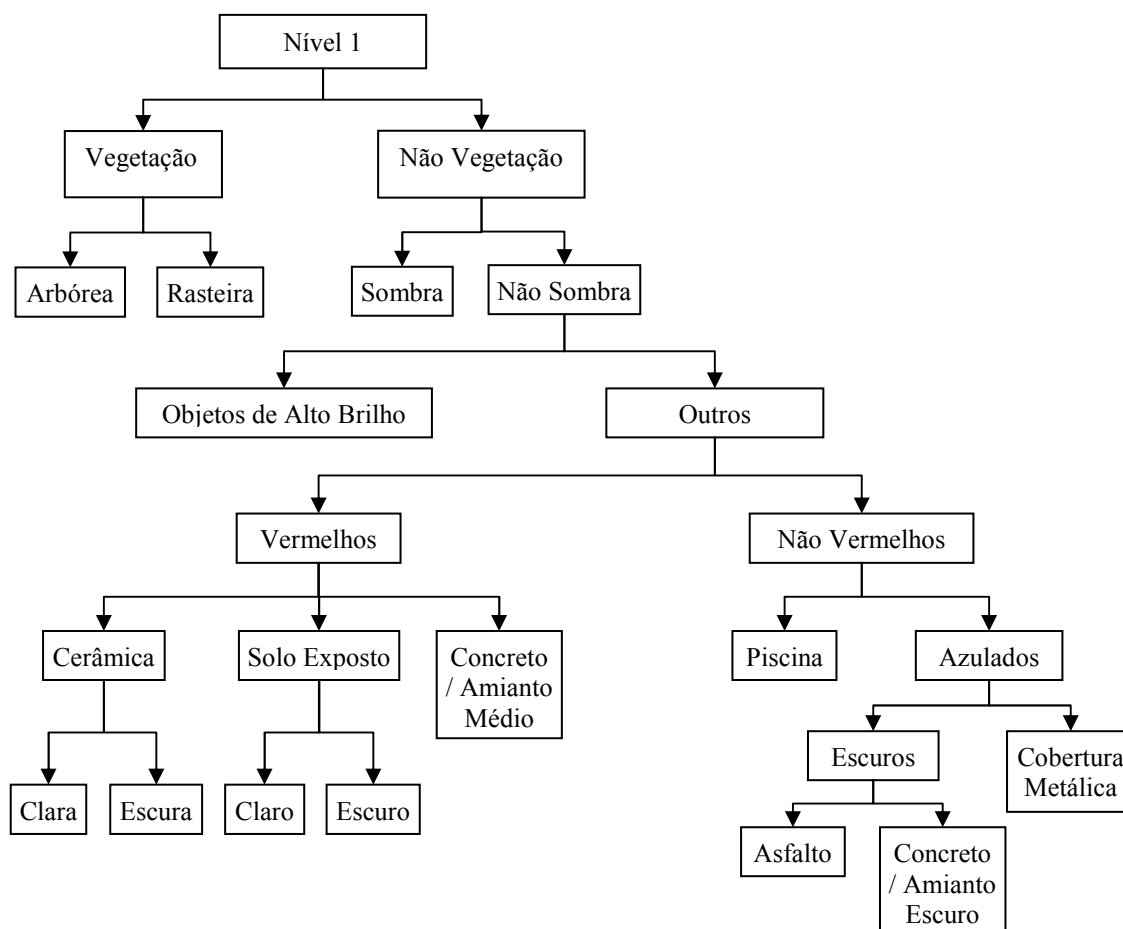 Nível 1
Vegetação
Não Vegetação
Arbórea
Rasteira
Sombra
Não Sombra
Objetos de Alto Brilho
Outros
Vermelhos
Não Vermelhos
Cerâmica
Solo Exposto
Concreto
/ Amianto
Médio
Piscina
Azulados
Clara
Escura
Claro
Escuro
Escuros
Cobertura
Metálica
Asfalto
Concreto
/ Amianto
Escuro